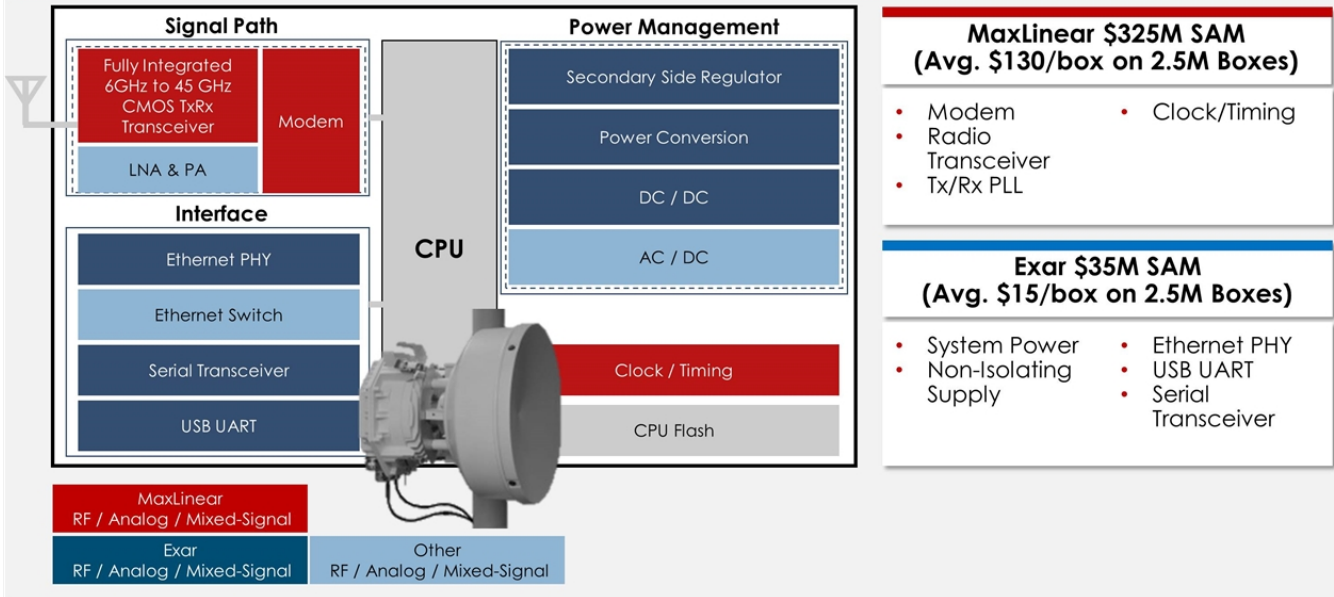 Signal Path
Fully Integrated
6GHz to 45 GHz
CMOS TxRx
Transceiver
Modem
LNA & PA
Interface
Ethernet PHY
Ethernet Switch
Serial Transceiver
USB UART
CPU
Power Management
Secondary Side Regulator
Power Conversion
DC / DC
AC / DC
Clock / Timing
CPU Flash
MaxLinear
RF / Analog / Mixed-Signal
Exar
RF / Analog / Mixed-Signal
Other
RF / Analog / Mixed-Signal
MaxLinear $325M SAM
(Avg. $130/box on 2.5M Boxes)
• Modem
• Radio
Transceiver
• Tx/Rx PLL
• Clock/Timing
Exar $35M SAM
(Avg. $15/box on 2.5M Boxes)
• System Power
• Non-Isolating
Supply
• Ethernet PHY
• USB UART
• Serial
Transceiver